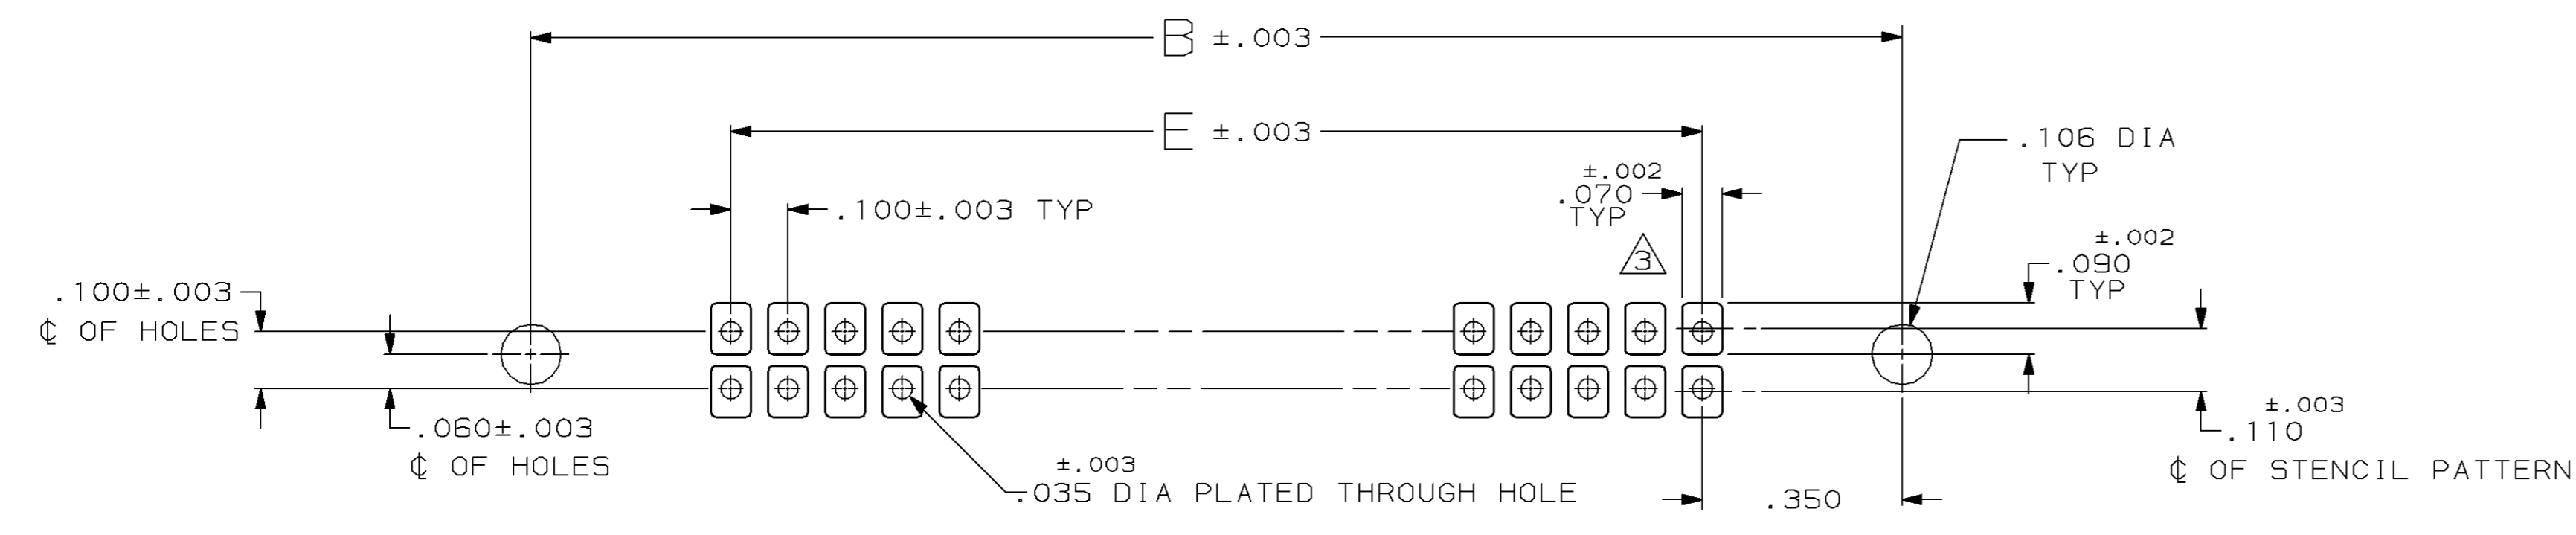 B ±.003
E ±.003
.106 DIA
TYP
±.002
.070
TYP
.100±.003 TYP
3
±.002
.090
TYP
.100±.003
℄ OF HOLES
.060±.003
℄ OF HOLES
±.003
.035 DIA PLATED THROUGH HOLE
.350
±.003
.110
℄ OF STENCIL PATTERN